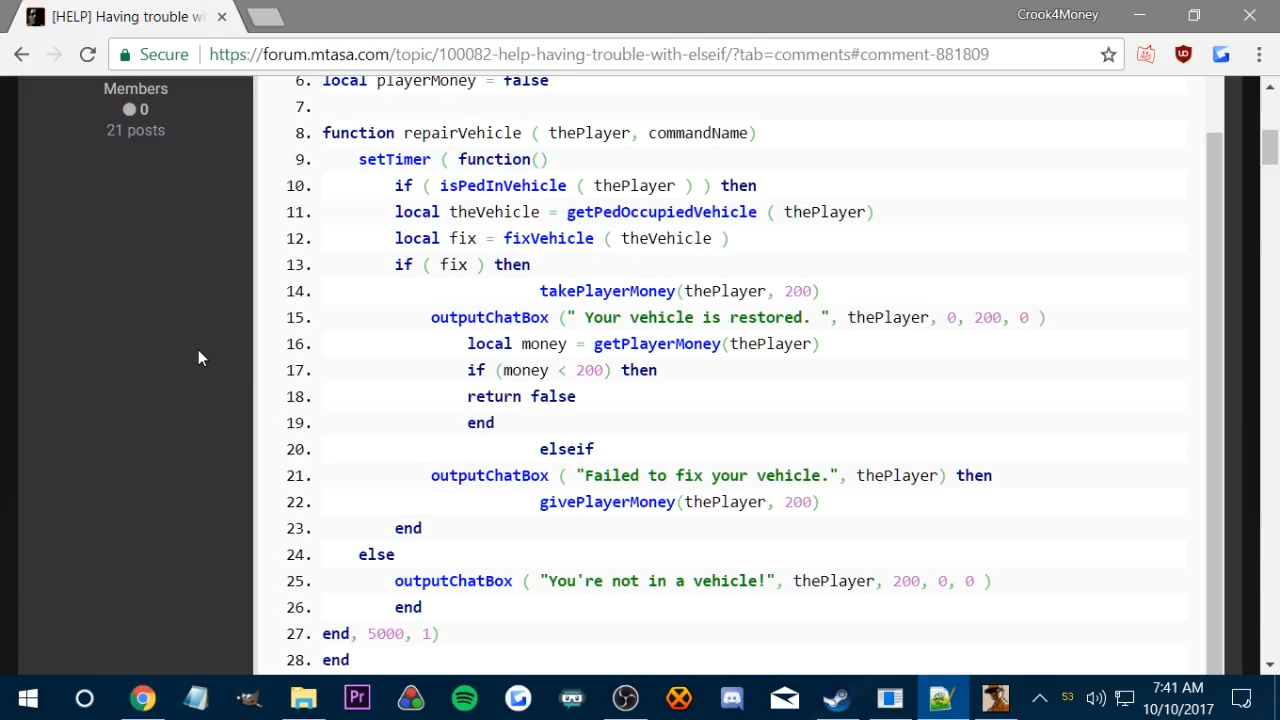 [HELP] Having trouble wi
Crook4Money
Secure
https://forum.mtasa.com/topic/100082-help-having-trouble-with-elseif/?tab=comments#comment-881809
Members
0
21 posts
6. local playerMoney = false
7.
8. function repairVehicle ( thePlayer, commandName)
9. setTimer ( function()
10. if ( isPedInVehicle ( thePlayer ) ) then
11. local theVehicle = getPedOccupiedVehicle ( thePlayer)
12. local fix = fixVehicle ( theVehicle )
13. if ( fix ) then
14. takePlayerMoney(thePlayer, 200)
15. outputChatBox (" Your vehicle is restored. ", thePlayer, 0, 200, 0 )
16. local money = getPlayerMoney(thePlayer)
17. if (money < 200) then
18. return false
19. end
20. elseif
21. outputChatBox ( "Failed to fix your vehicle.", thePlayer) then
22. givePlayerMoney(thePlayer, 200)
23. end
24. else
25. outputChatBox ( "You're not in a vehicle!", thePlayer, 200, 0, 0 )
26. end
27. end, 5000, 1)
28. end
Pr
53
7:41 AM
10/10/2017